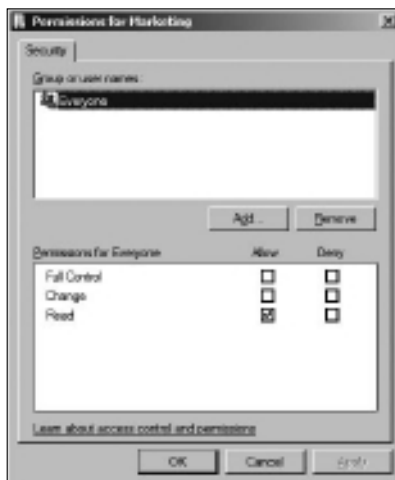 Permissions for Marketing
Security
Group or user names:
Everyone
Add...
Remove
Permissions for Everyone Allow Deny
Full Control
Change
Read
Learn about access control and permissions
OK Cancel Apply